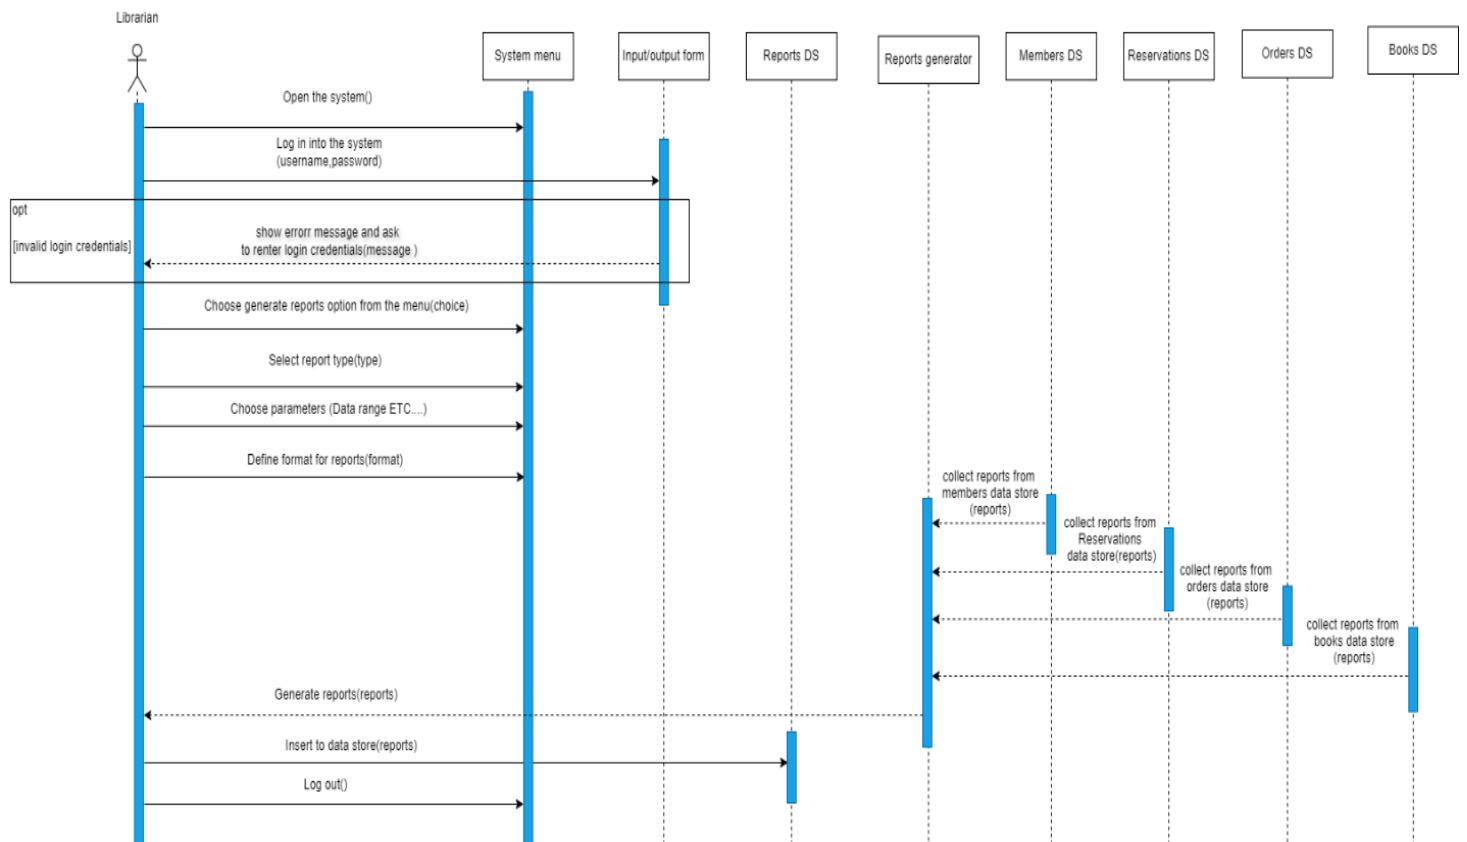 Librarian
System menu
Input/output form
Reports DS
Reports generator
Members DS
Reservations DS
Orders DS
Books DS
Open the system()
Log in into the system
(username,password)
opt
[invalid login credentials]
show errorr message and ask
to renter login credentials(message )
Choose generate reports option from the menu(choice)
Select report type(type)
Choose parameters (Data range ETC....)
Define format for reports(format)
collect reports from
members data store
(reports)
collect reports from
Reservations
data store(reports)
collect reports from
orders data store
(reports)
collect reports from
books data store
(reports)
Generate reports(reports)
Insert to data store(reports)
Log out()